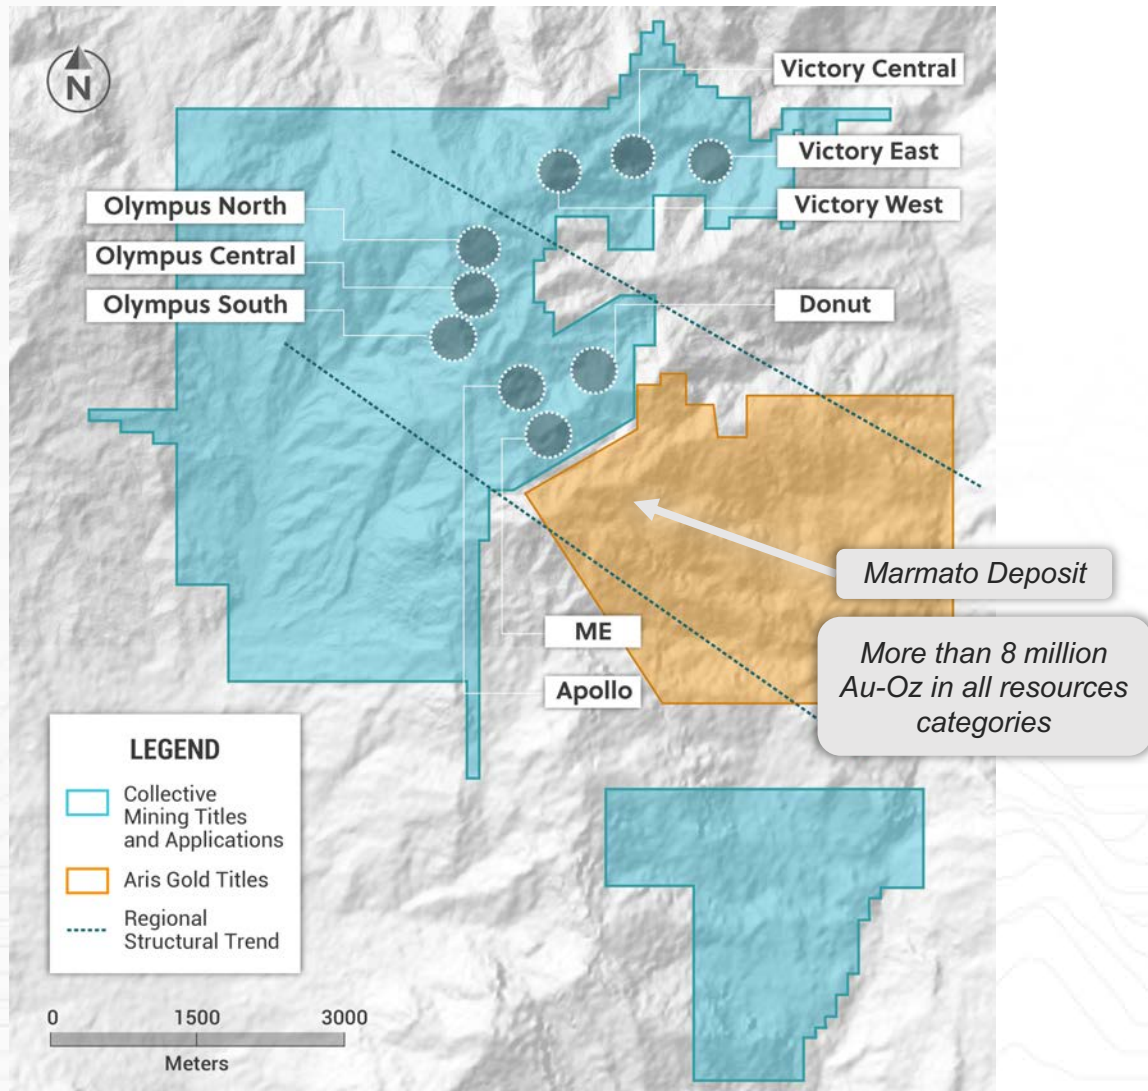 N
Victory Central
Victory East
Victory West
Olympus North
Olympus Central
Olympus South
Donut
Marmato Deposit
ME
Apollo
More than 8 million
Au-Oz in all resources
categories
LEGEND
Collective
Mining Titles
and Applications
Aris Gold Titles
Regional
Structural Trend
0 1500 3000
Meters